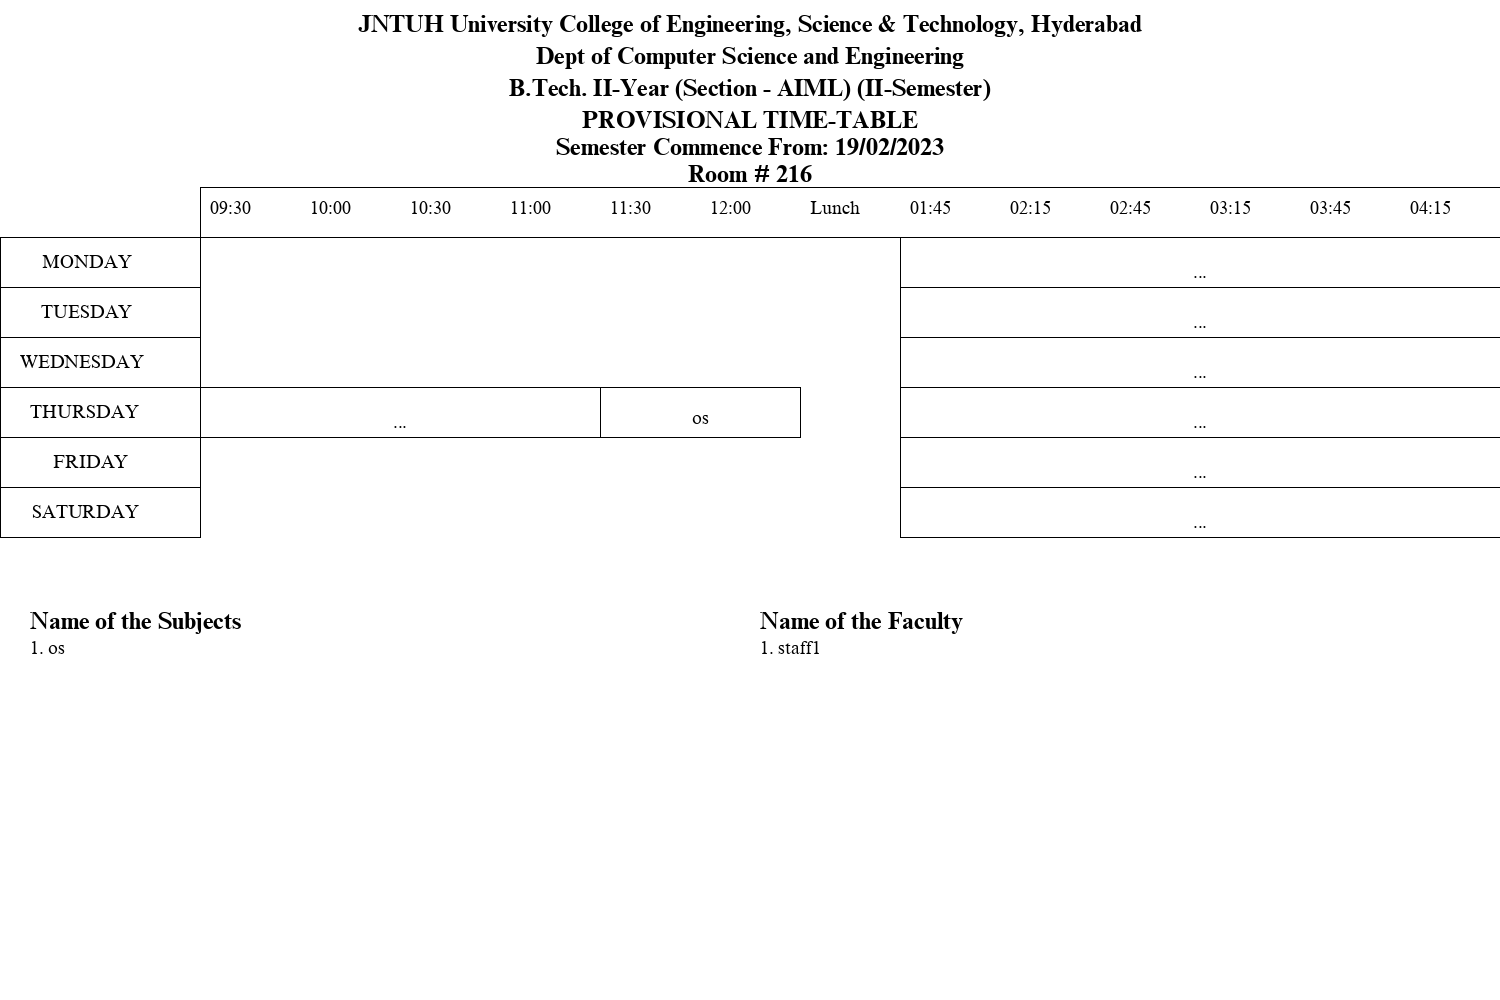 JNTUH University College of Engineering, Science & Technology, Hyderabad
Dept of Computer Science and Engineering
B.Tech. II-Year (Section - AIML) (II-Semester)
PROVISIONAL TIME-TABLE
Semester Commence From: 19/02/2023
Room # 216
09:30 10:00 10:30 11:00 11:30 12:00 Lunch 01:45 02:15 02:45 03:15 03:45 04:15
MONDAY ...
TUESDAY ...
WEDNESDAY ...
THURSDAY ... os ...
FRIDAY ...
SATURDAY ...
Name of the Subjects Name of the Faculty
1. os 1. staff1